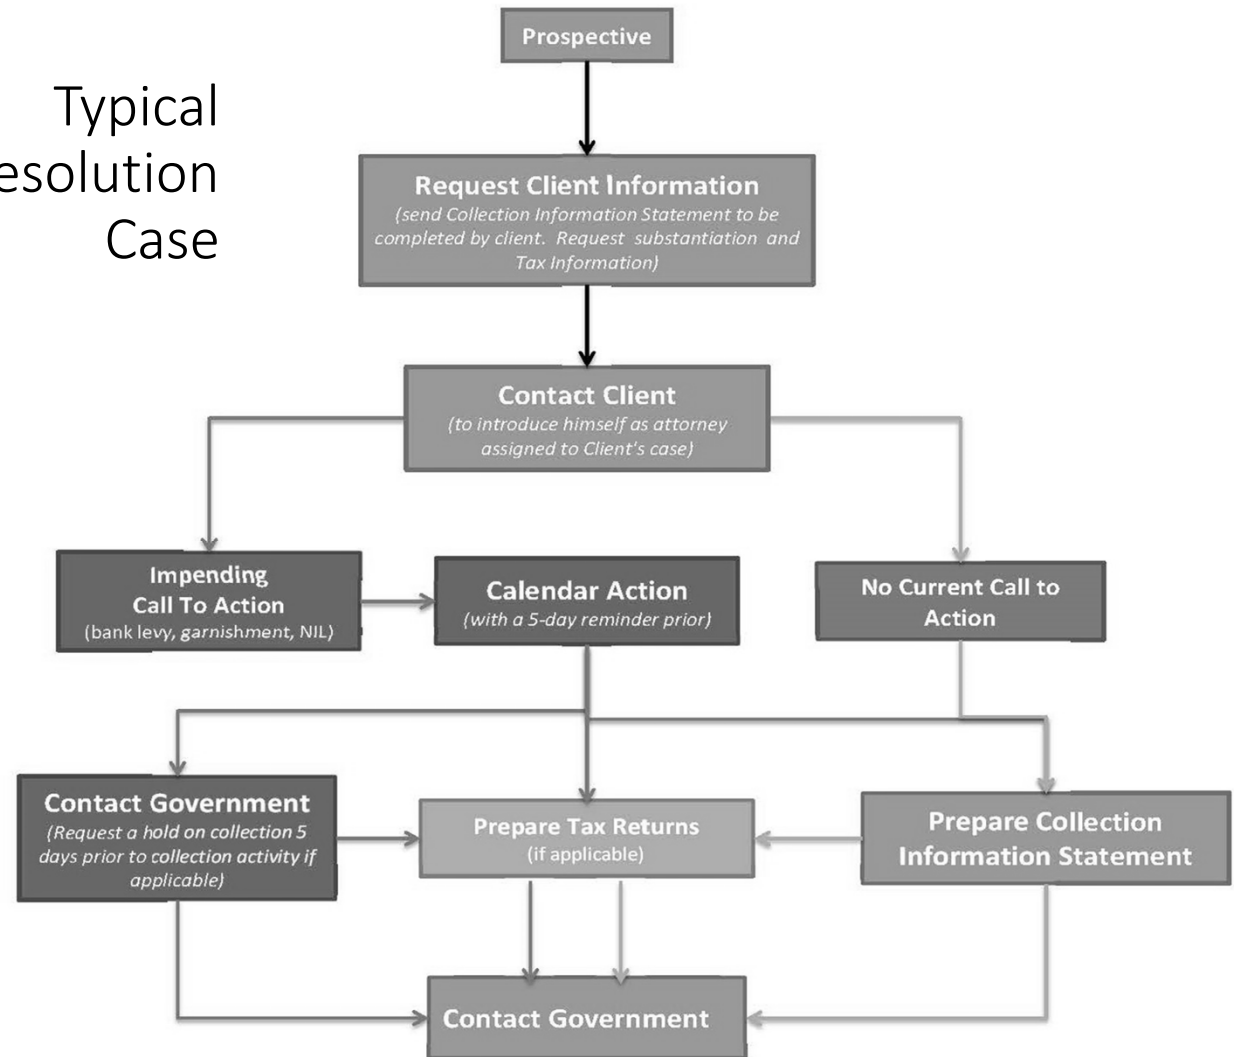 Typical
esolution
Case
Prospective
Request Client Information
(send Collection Information Statement to be
completed by client. Request substantiation and
Tax Information)
Contact Client
(to introduce himself as attorney
assigned to Client's case)
Impending
Call To Action
(bank levy, garnishment, NIL)
Calendar Action
(with a 5-day reminder prior)
No Current Call to
Action
Contact Government
(Request a hold on collection 5
days prior to collection activity if
applicable)
Prepare Tax Returns
(if applicable)
Prepare Collection
Information Statement
Contact Government